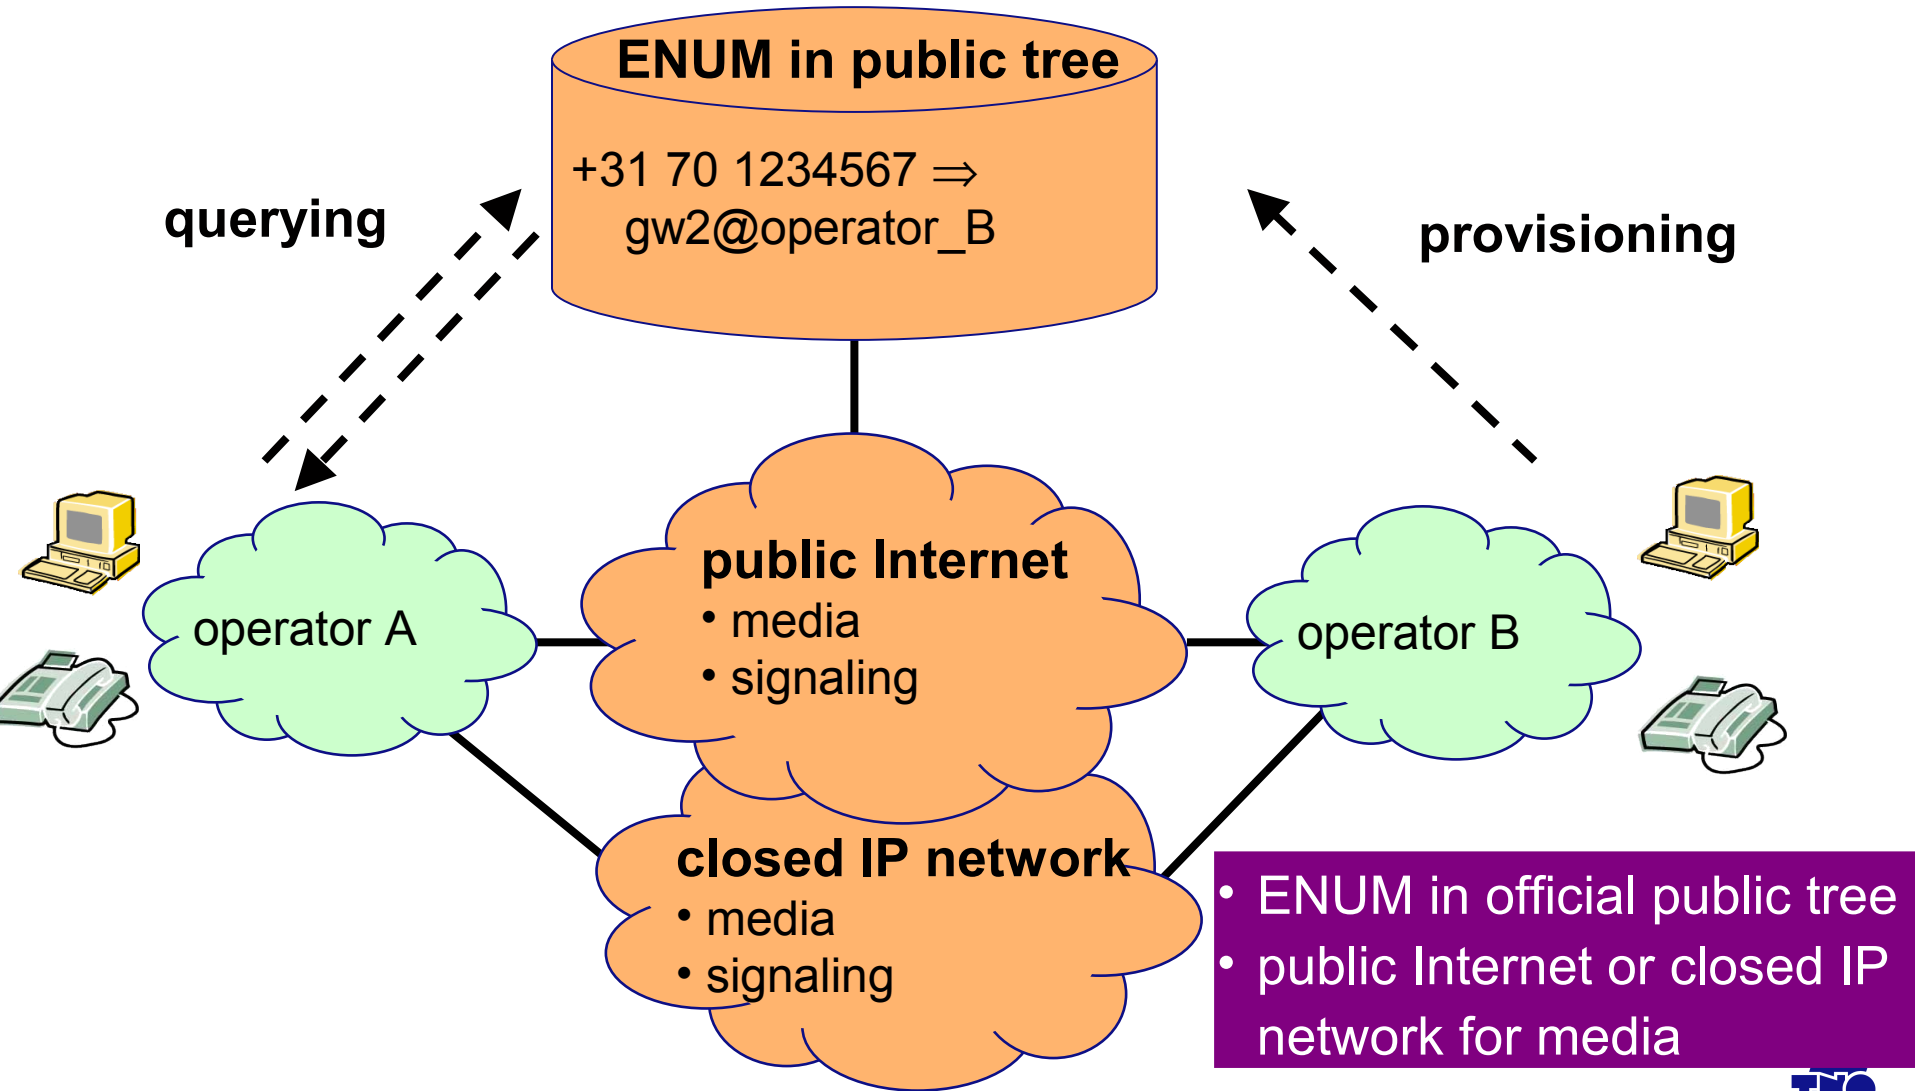 ENUM in public tree
+31 70 1234567 ⇒
gw2@operator_B
querying
provisioning
public Internet
• media
• signaling
operator A
operator B
closed IP network
• media
• signaling
• ENUM in official public tree
• public Internet or closed IP
network for media
TNO